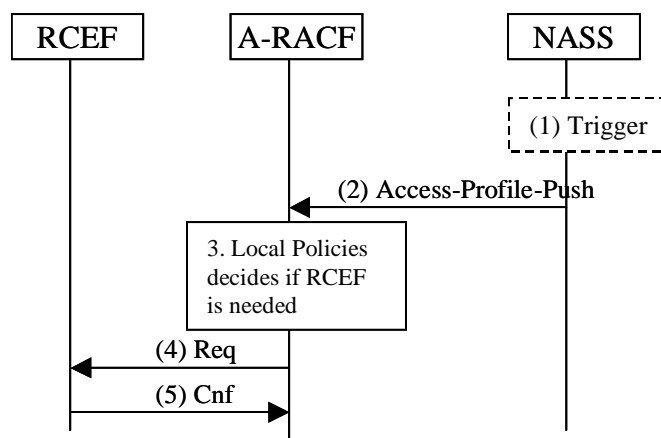 RCEF
A-RACF
NASS
(1) Trigger
(2) Access-Profile-Push
3. Local Policies
decides if RCEF
is needed
(4) Req
(5) Cnf